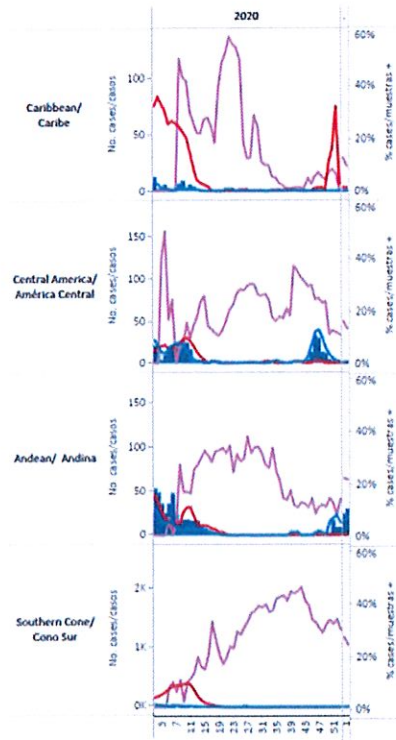 2020
Caribbean/
Caribe
No. cases/casos
100
50
0
60%
40%
20%
0%
% cases/muestras +
Central America/
América Central
No. cases/casos
150
100
50
0
60%
40%
20%
0%
% cases/muestras +
Andean/ Andina
No. cases/casos
150
100
50
0
60%
40%
20%
0%
% cases/muestras +
Southern Cone/
Cono Sur
No. cases/casos
2K
1K
0K
60%
40%
20%
0%
% cases/muestras +
3 7 11 15 19 23 27 31 35 39 43 47 51 1